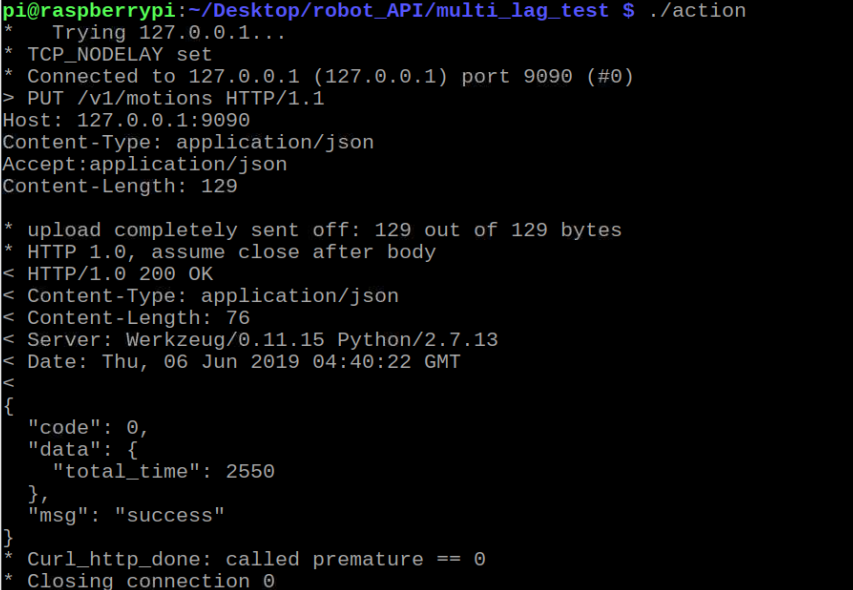 pi@raspberrypi:~/Desktop/robot_API/multi_lag_test $ ./action
*   Trying 127.0.0.1...
* TCP_NODELAY set
* Connected to 127.0.0.1 (127.0.0.1) port 9090 (#0)
> PUT /v1/motions HTTP/1.1
Host: 127.0.0.1:9090
Content-Type: application/json
Accept:application/json
Content-Length: 129

* upload completely sent off: 129 out of 129 bytes
* HTTP 1.0, assume close after body
< HTTP/1.0 200 OK
< Content-Type: application/json
< Content-Length: 76
< Server: Werkzeug/0.11.15 Python/2.7.13
< Date: Thu, 06 Jun 2019 04:40:22 GMT
<
{
  "code": 0,
  "data": {
    "total_time": 2550
  },
  "msg": "success"
}
* Curl_http_done: called premature == 0
* Closing connection 0